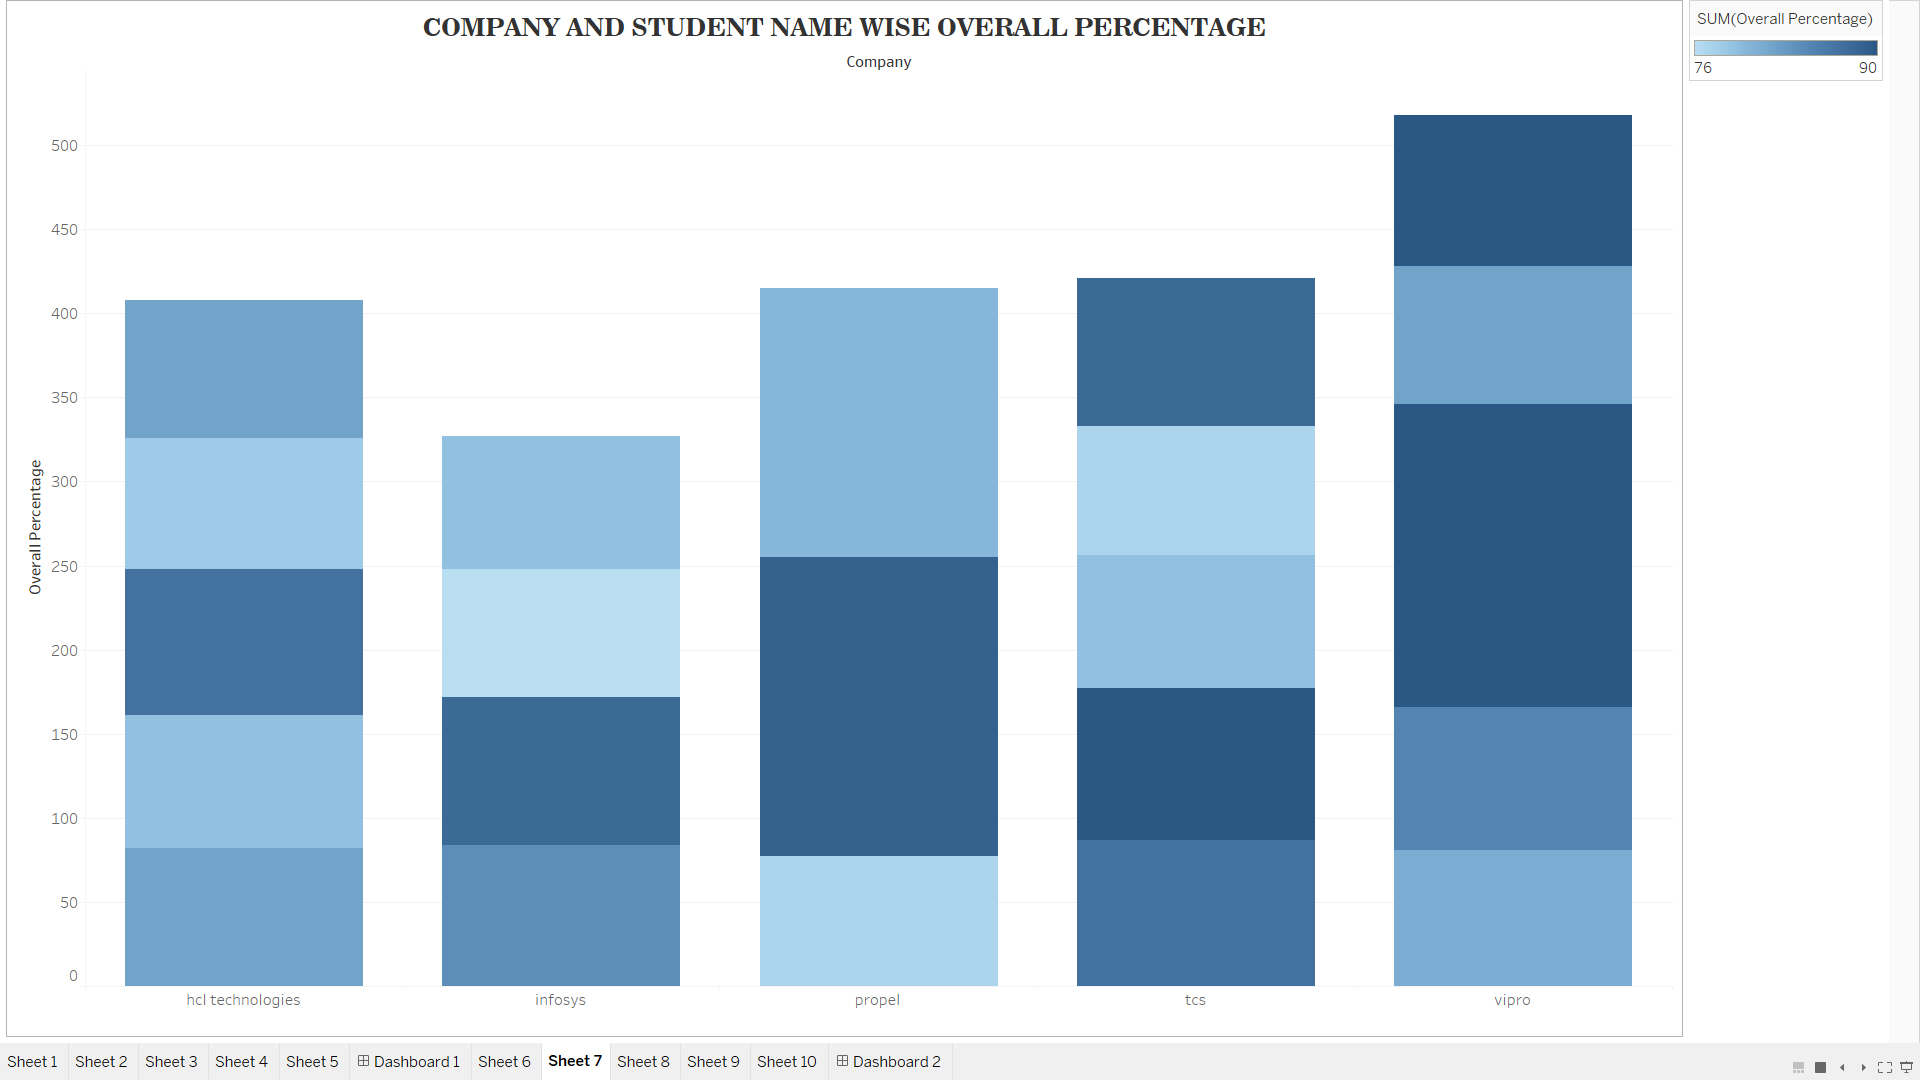 COMPANY AND STUDENT NAME WISE OVERALL PERCENTAGE
Company
SUM(Overall Percentage)
76 90
500
450
400
350
300
250
200
150
100
50
0
Overall Percentage
hcl technologies infosys propel tcs vipro
Sheet 1 Sheet 2 Sheet 3 Sheet 4 Sheet 5 Dashboard 1 Sheet 6 Sheet 7 Sheet 8 Sheet 9 Sheet 10 Dashboard 2